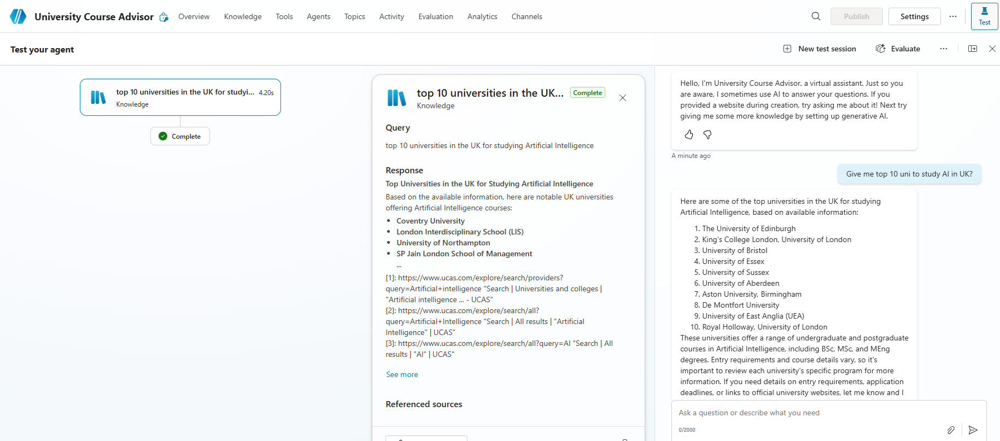 University Course Advisor
Overview
Knowledge
Tools
Agents
Topics
Activity
Evaluation
Analytics
Channels
Publish
Settings
Test
Test your agent
New test session
Evaluate
top 10 universities in the UK for studyi... 4.20s
Knowledge
Complete
top 10 universities in the UK... Complete
Knowledge
Query
top 10 universities in the UK for studying Artificial Intelligence
Response
Top Universities in the UK for Studying Artificial Intelligence
Based on the available information, here are notable UK universities
offering Artificial Intelligence courses:
• Coventry University
• London Interdisciplinary School (LIS)
• University of Northampton
• SP Jain London School of Management
...
[1]: https://www.ucas.com/explore/search/providers?
query=Artificial+intelligence "Search | Universities and colleges |
"Artificial intelligence ... - UCAS"
[2]: https://www.ucas.com/explore/search/all?
query=Artificial+Intelligence "Search | All results | "Artificial
Intelligence" | UCAS"
[3]: https://www.ucas.com/explore/search/all?query=AI "Search | All
results | "AI" | UCAS"
See more
Referenced sources
Hello, I'm University Course Advisor, a virtual assistant. Just so you
are aware, I sometimes use AI to answer your questions. If you
provided a website during creation, try asking me about it! Next try
giving me some more knowledge by setting up generative AI.
A minute ago
Give me top 10 uni to study AI in UK?
Here are some of the top universities in the UK for studying
Artificial Intelligence, based on available information:
1. The University of Edinburgh
2. King's College London, University of London
3. University of Bristol
4. University of Essex
5. University of Sussex
6. University of Aberdeen
7. Aston University, Birmingham
8. De Montfort University
9. University of East Anglia (UEA)
10. Royal Holloway, University of London
These universities offer a range of undergraduate and postgraduate
courses in Artificial Intelligence, including BSc, MSc, and MEng
degrees. Entry requirements and course details vary, so it's
important to review each university's specific program for more
information. If you need details on entry requirements, application
deadlines, or links to official university websites, let me know and I
Ask a question or describe what you need
0/2000